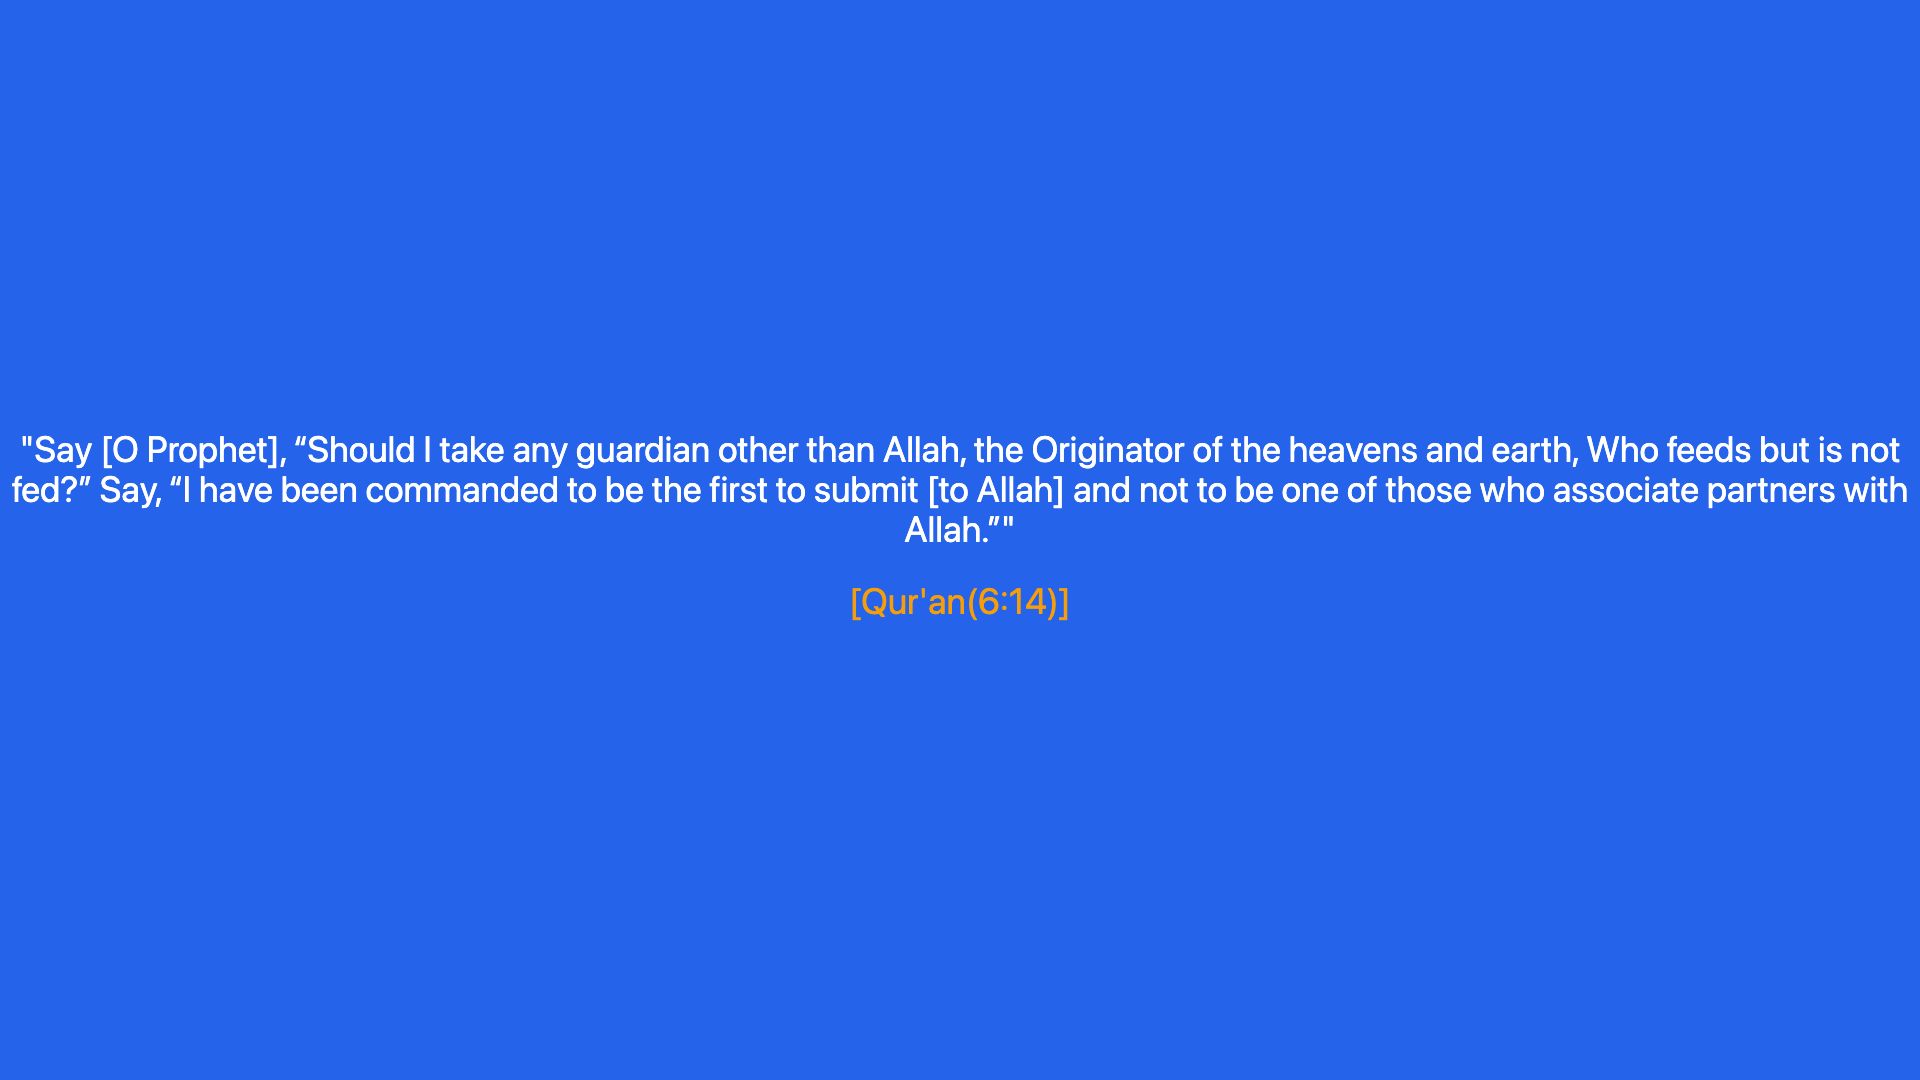 "Say [O Prophet], “Should I take any guardian other than Allah, the Originator of the heavens and earth, Who feeds but is not
fed?” Say, “I have been commanded to be the first to submit [to Allah] and not to be one of those who associate partners with
Allah.”"
[Qur'an(6:14)]